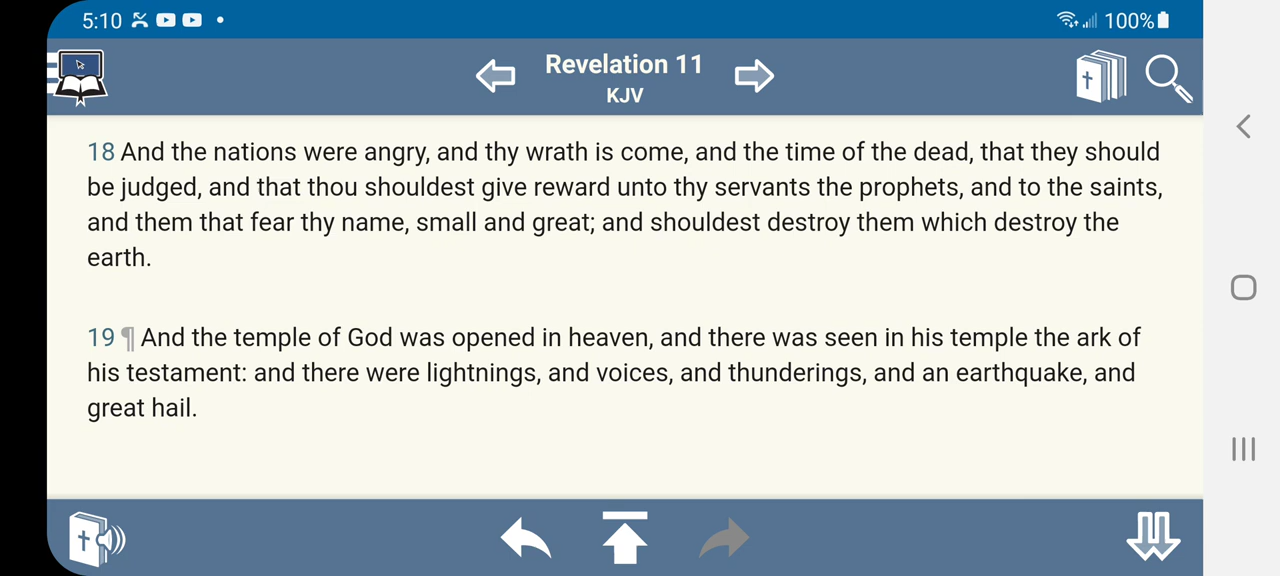 5:10
100%
Revelation 11
KJV
18 And the nations were angry, and thy wrath is come, and the time of the dead, that they should
be judged, and that thou shouldest give reward unto thy servants the prophets, and to the saints,
and them that fear thy name, small and great; and shouldest destroy them which destroy the
earth.
19 ¶ And the temple of God was opened in heaven, and there was seen in his temple the ark of
his testament: and there were lightnings, and voices, and thunderings, and an earthquake, and
great hail.